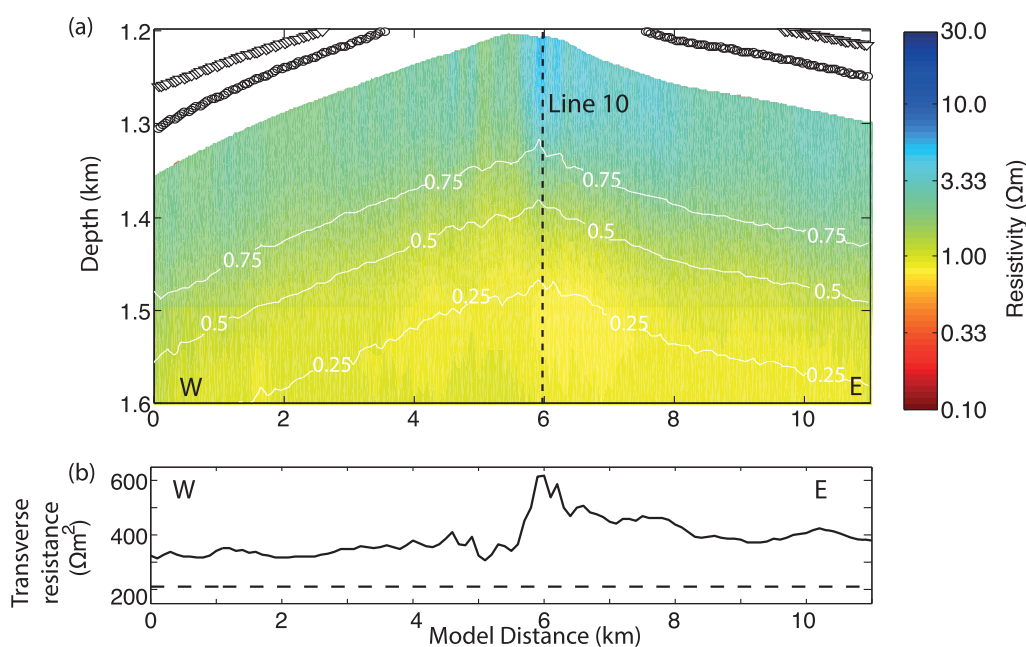 (a)
1.2
1.3
1.4
1.5
1.6
Depth (km)
Line 10
0.75
0.75
0.75
0.75
0.5
0.5
0.5
0.5
0.25
0.25
0.25
0.25
W
E
0
2
4
6
8
10
30.0
10.0
3.33
1.00
0.33
0.10
Resistivity (Ωm)
(b)
600
400
200
Transverse
resistance
(Ωm²)
W
E
0
2
4
6
8
10
Model Distance (km)